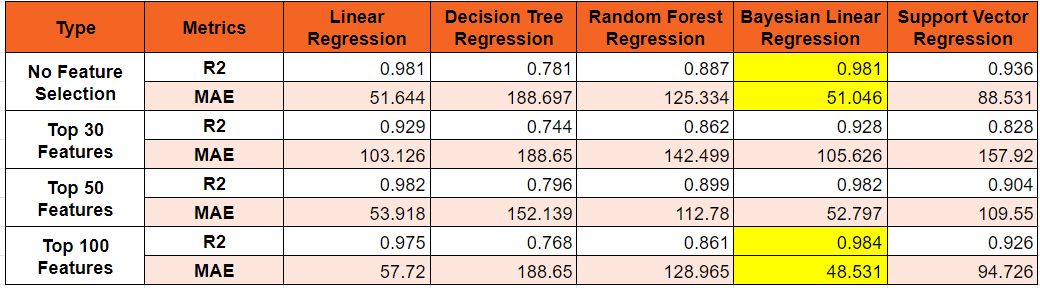 Type Metrics Linear Regression Decision Tree Regression Random Forest Regression Bayesian Linear Regression Support Vector Regression
No Feature Selection R2 0.981 0.781 0.887 0.981 0.936
MAE 51.644 188.697 125.334 51.046 88.531
Top 30 Features R2 0.929 0.744 0.862 0.928 0.828
MAE 103.126 188.65 142.499 105.626 157.92
Top 50 Features R2 0.982 0.796 0.899 0.982 0.904
MAE 53.918 152.139 112.78 52.797 109.55
Top 100 Features R2 0.975 0.768 0.861 0.984 0.926
MAE 57.72 188.65 128.965 48.531 94.726